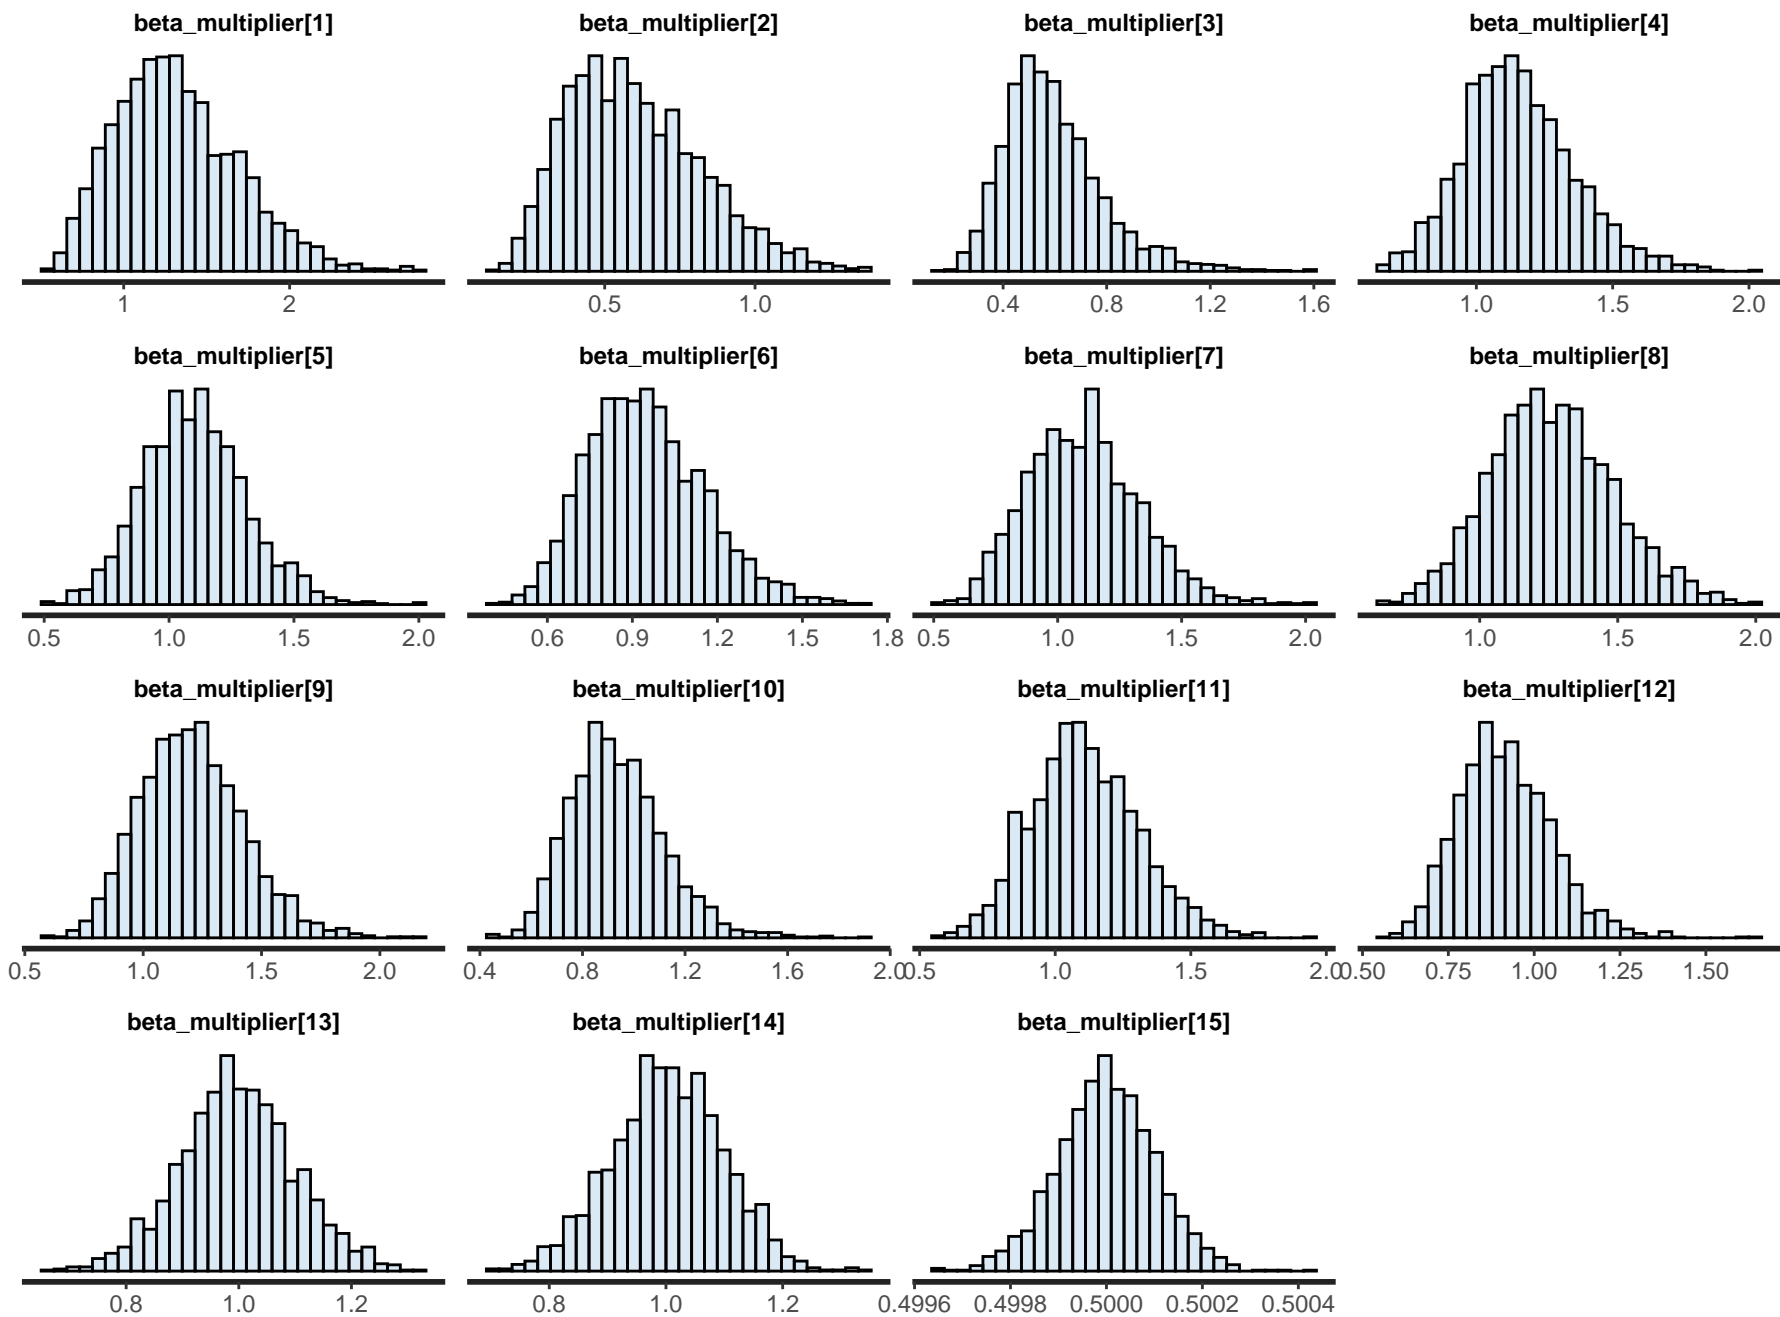 beta_multiplier[1] beta_multiplier[2] beta_multiplier[3] beta_multiplier[4]
1 2 0.5 1.0 0.4 0.8 1.2 1.6 1.0 1.5 2.0
beta_multiplier[5] beta_multiplier[6] beta_multiplier[7] beta_multiplier[8]
0.5 1.0 1.5 2.0 0.6 0.9 1.2 1.5 1.8 0.5 1.0 1.5 2.0 1.0 1.5 2.0
beta_multiplier[9] beta_multiplier[10] beta_multiplier[11] beta_multiplier[12]
0.5 1.0 1.5 2.0 0.4 0.8 1.2 1.6 2.0 0.5 1.0 1.5 2.0 0.50 0.75 1.00 1.25 1.50
beta_multiplier[13] beta_multiplier[14] beta_multiplier[15]
0.8 1.0 1.2 0.8 1.0 1.2 0.4996 0.4998 0.5000 0.5002 0.5004